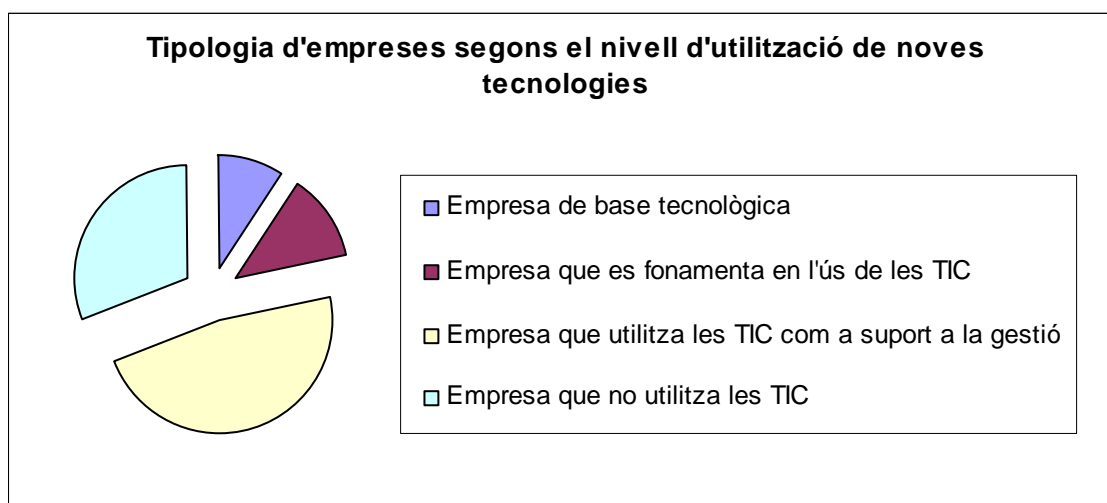 Tipologia d'empreses segons el nivell d'utilització de noves
tecnologies
Empresa de base tecnològica
Empresa que es fonamenta en l'ús de les TIC
Empresa que utilitza les TIC com a suport a la gestió
Empresa que no utilitza les TIC